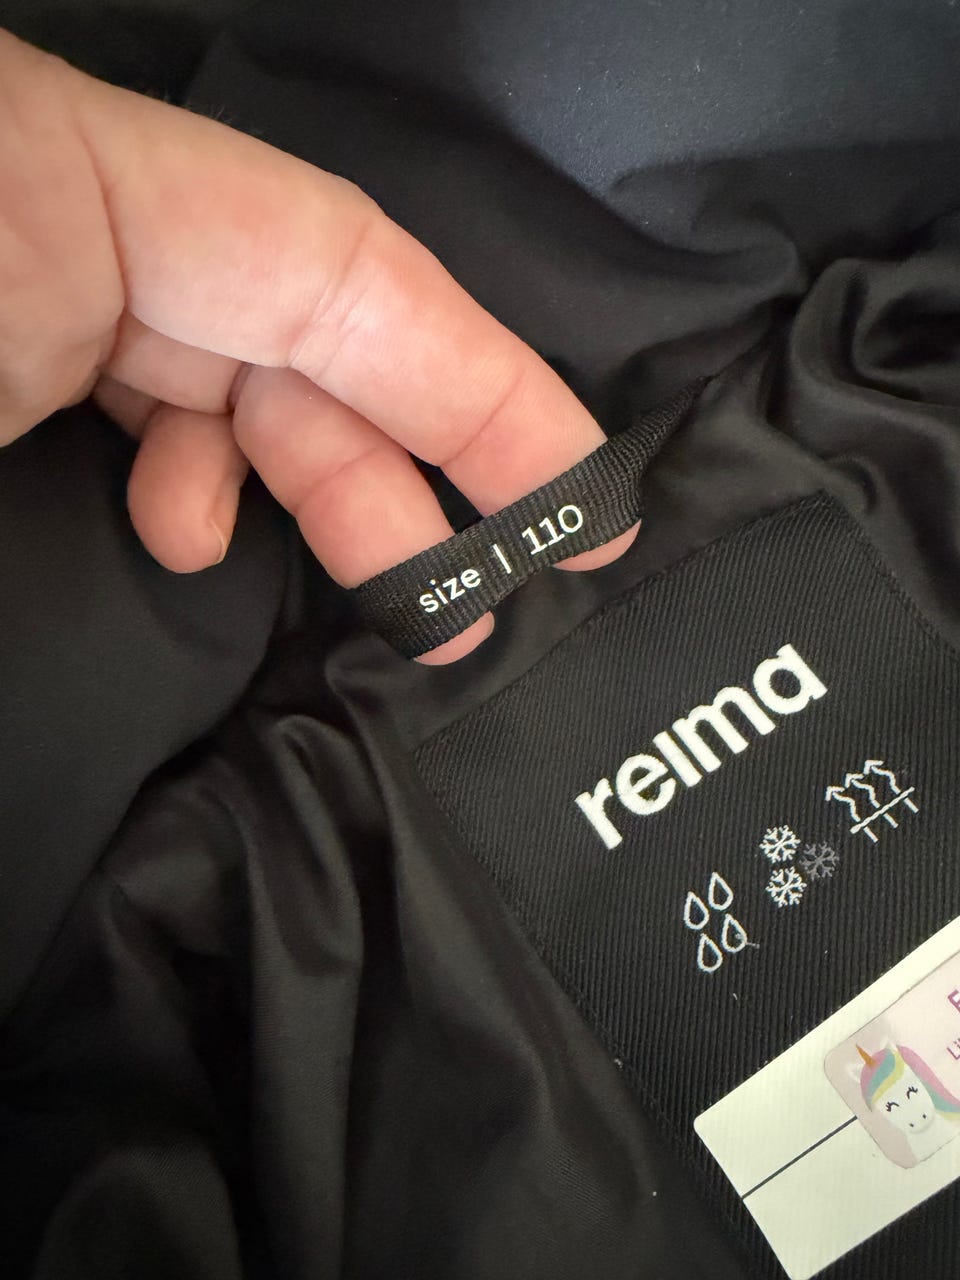 size | 110
reima